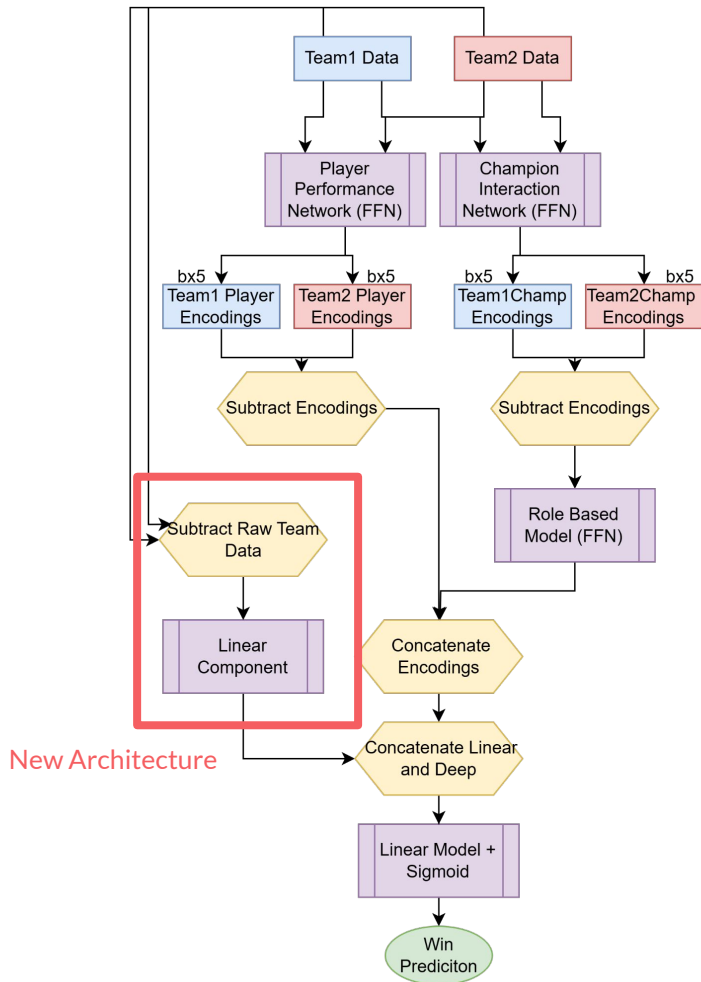 Team1 Data
Team2 Data
Player
Performance
Network (FFN)
Champion
Interaction
Network (FFN)
bx5
bx5
bx5
bx5
Team1 Player
Encodings
Team2 Player
Encodings
Team1Champ
Encodings
Team2Champ
Encodings
Subtract Encodings
Subtract Encodings
Subtract Raw Team
Data
Role Based
Model (FFN)
Linear
Component
Concatenate
Encodings
New Architecture
Concatenate Linear
and Deep
Linear Model +
Sigmoid
Win
Prediciton